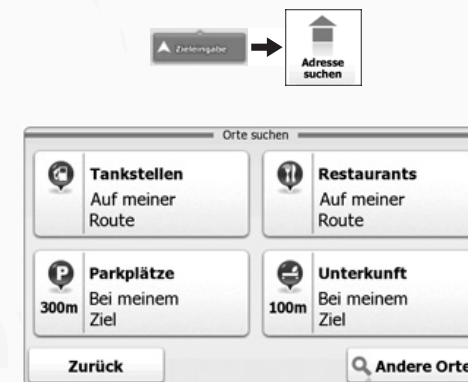 Zieleingabe
Adresse
suchen
Orte suchen
Tankstellen
Auf meiner
Route
Restaurants
Auf meiner
Route
300m
Parkplätze
Bei meinem
Ziel
100m
Unterkunft
Bei meinem
Ziel
Zurück
Andere Orte